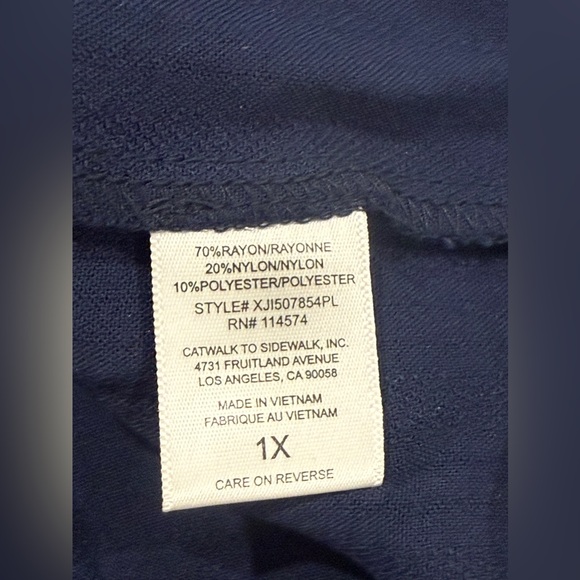 70%RAYON/RAYONNE
20%NYLON/NYLON
10%POLYESTER/POLYESTER
STYLE# XJI507854PL
RN# 114574
CATWALK TO SIDEWALK, INC.
4731 FRUITLAND AVENUE
LOS ANGELES, CA 90058
MADE IN VIETNAM
FABRIQUE AU VIETNAM
1X
CARE ON REVERSE